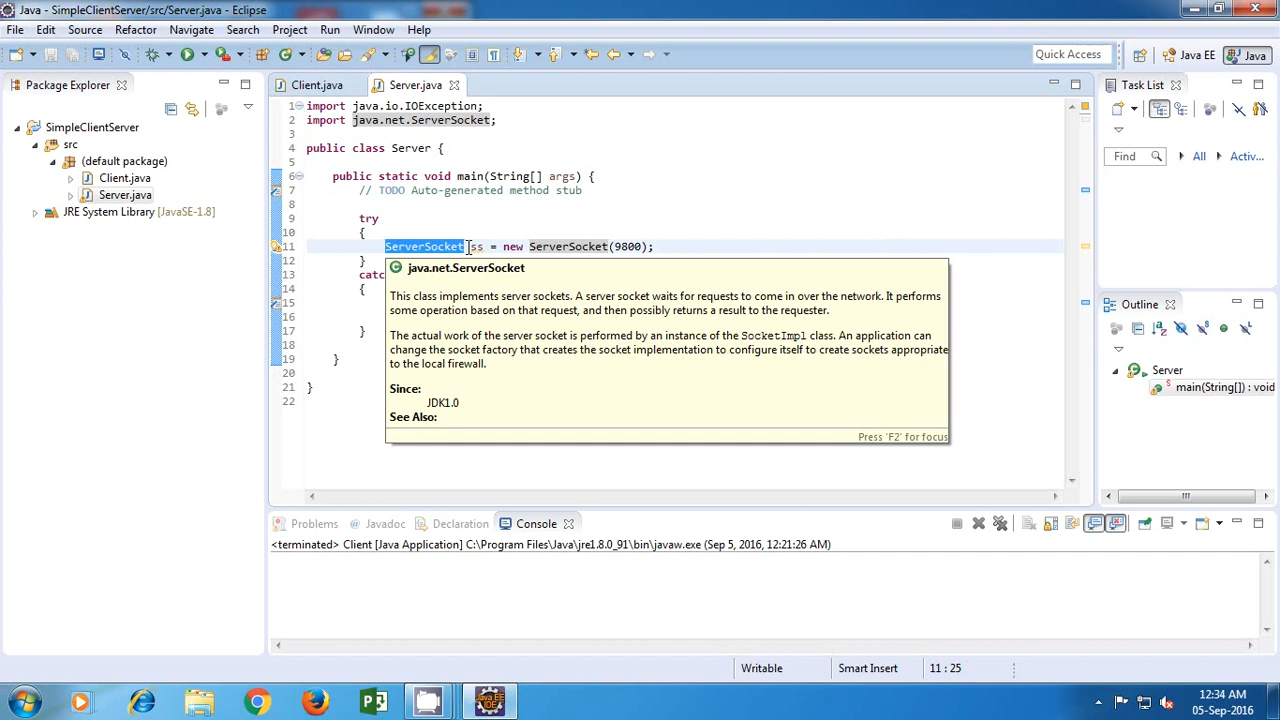 Java - SimpleClientServer/src/Server.java - Eclipse
File Edit Source Refactor Navigate Search Project Run Window Help
Quick Access
Java EE
Java
Package Explorer
SimpleClientServer
src
(default package)
Client.java
Server.java
JRE System Library [JavaSE-1.8]
Client.java
Server.java
1 import java.io.IOException;
2 import java.net.ServerSocket;
3
4 public class Server {
5
6 public static void main(String[] args) {
7 // TODO Auto-generated method stub
8
9 try
10 {
11 ServerSocket ss = new ServerSocket(9800);
12 }
13 catc
14 {
15
16
17 }
18
19 }
20
21 }
22
java.net.ServerSocket
This class implements server sockets. A server socket waits for requests to come in over the network. It performs
some operation based on that request, and then possibly returns a result to the requester.
The actual work of the server socket is performed by an instance of the SocketImpl class. An application can
change the socket factory that creates the socket implementation to configure itself to create sockets appropriate
to the local firewall.
Since:
JDK1.0
See Also:
Press 'F2' for focus
Task List
Find
All
Activ...
Outline
Server
main(String[]) : void
Problems Javadoc Declaration Console
<terminated> Client [Java Application] C:\Program Files\Java\jre1.8.0_91\bin\javaw.exe (Sep 5, 2016, 12:21:26 AM)
Writable
Smart Insert
11 : 25
Java EE
IDE
12:34 AM
05-Sep-2016